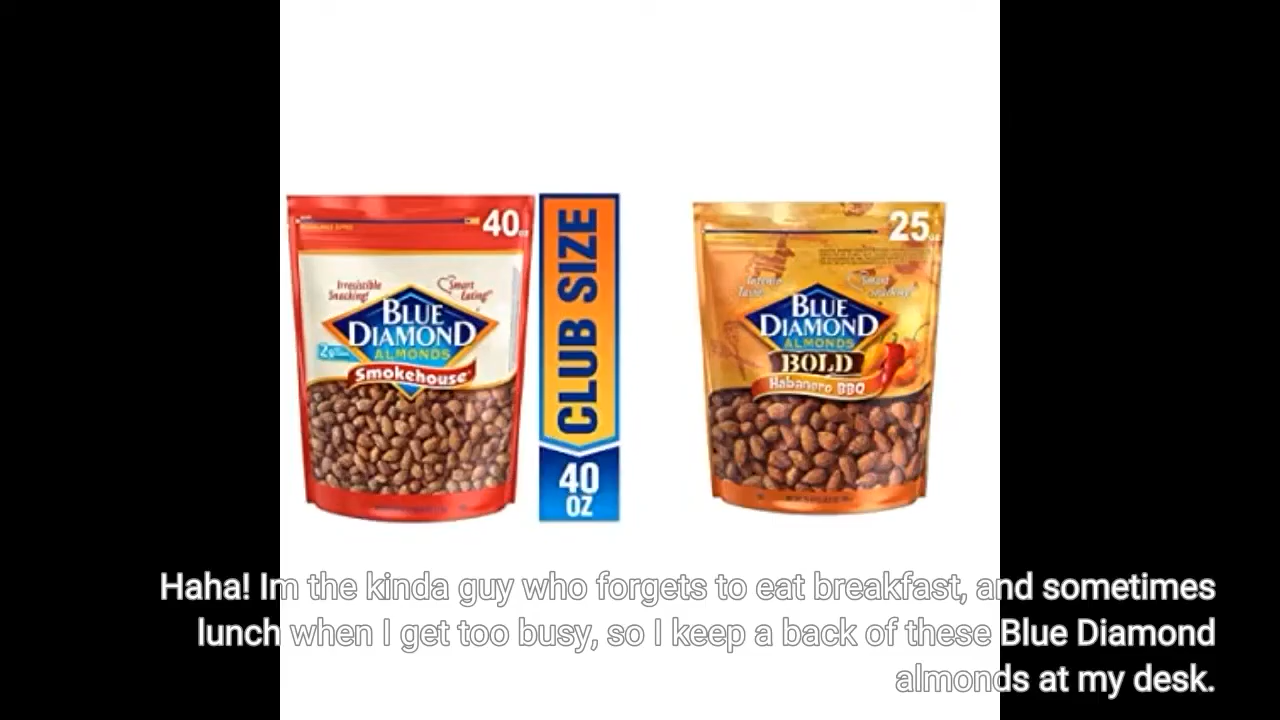 40 oz
Irresistible Snacking!
Smart Eating
BLUE
DIAMOND
ALMONDS
Smokehouse
CLUB SIZE
40
OZ
25
BLUE
DIAMOND
ALMONDS
BOLD
Habanero BBQ
Haha! Im the kinda guy who forgets to eat breakfast, and sometimes
lunch when I get too busy, so I keep a back of these Blue Diamond
almonds at my desk.